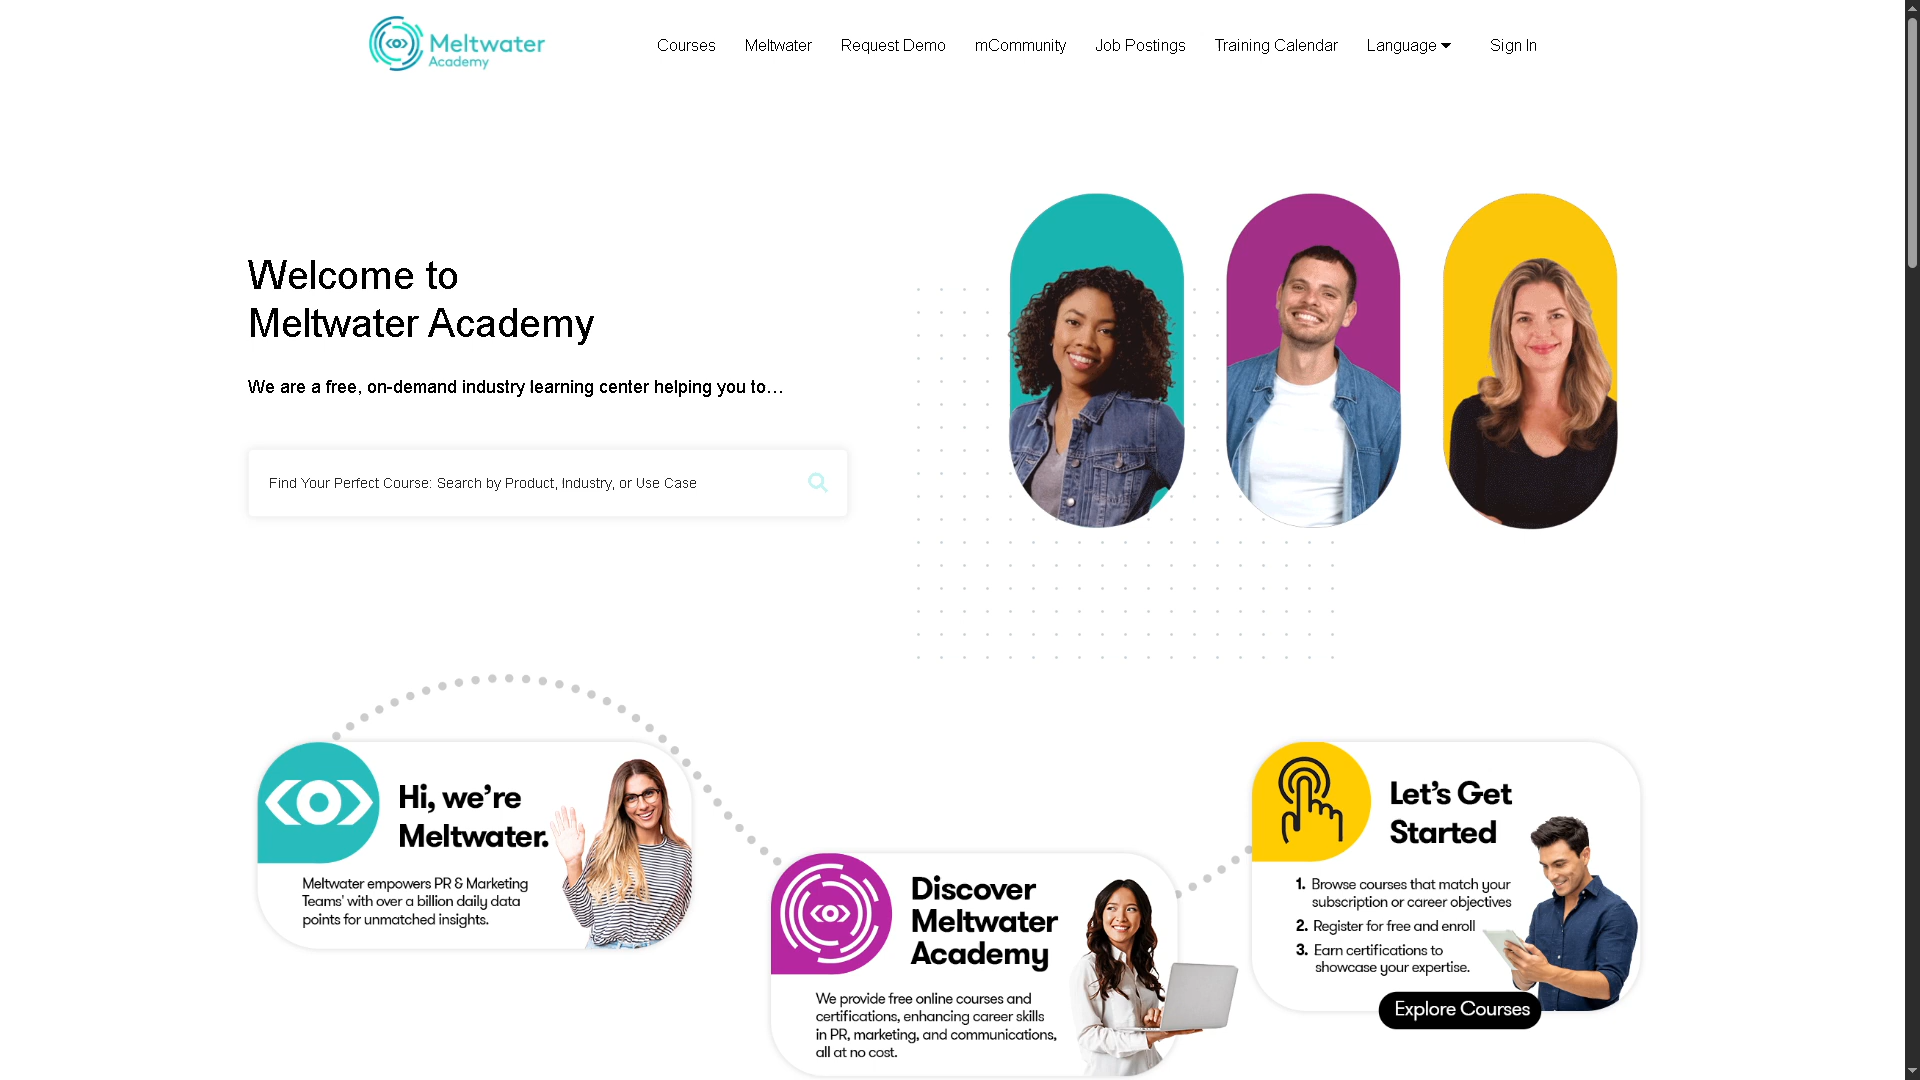 Meltwater
Academy
Courses
Meltwater
Request Demo
mCommunity
Job Postings
Training Calendar
Language
Sign In
Welcome to
Meltwater Academy
We are a free, on-demand industry learning center helping you to…
Find Your Perfect Course: Search by Product, Industry, or Use Case
Hi, we're
Meltwater.
Meltwater empowers PR & Marketing
Teams' with over a billion daily data
points for unmatched insights.
Discover
Meltwater
Academy
We provide free online courses and
certifications, enhancing career skills
in PR, marketing, and communications,
all at no cost.
Let's Get
Started
1. Browse courses that match your
subscription or career objectives
2. Register for free and enroll
3. Earn certifications to
showcase your expertise.
Explore Courses